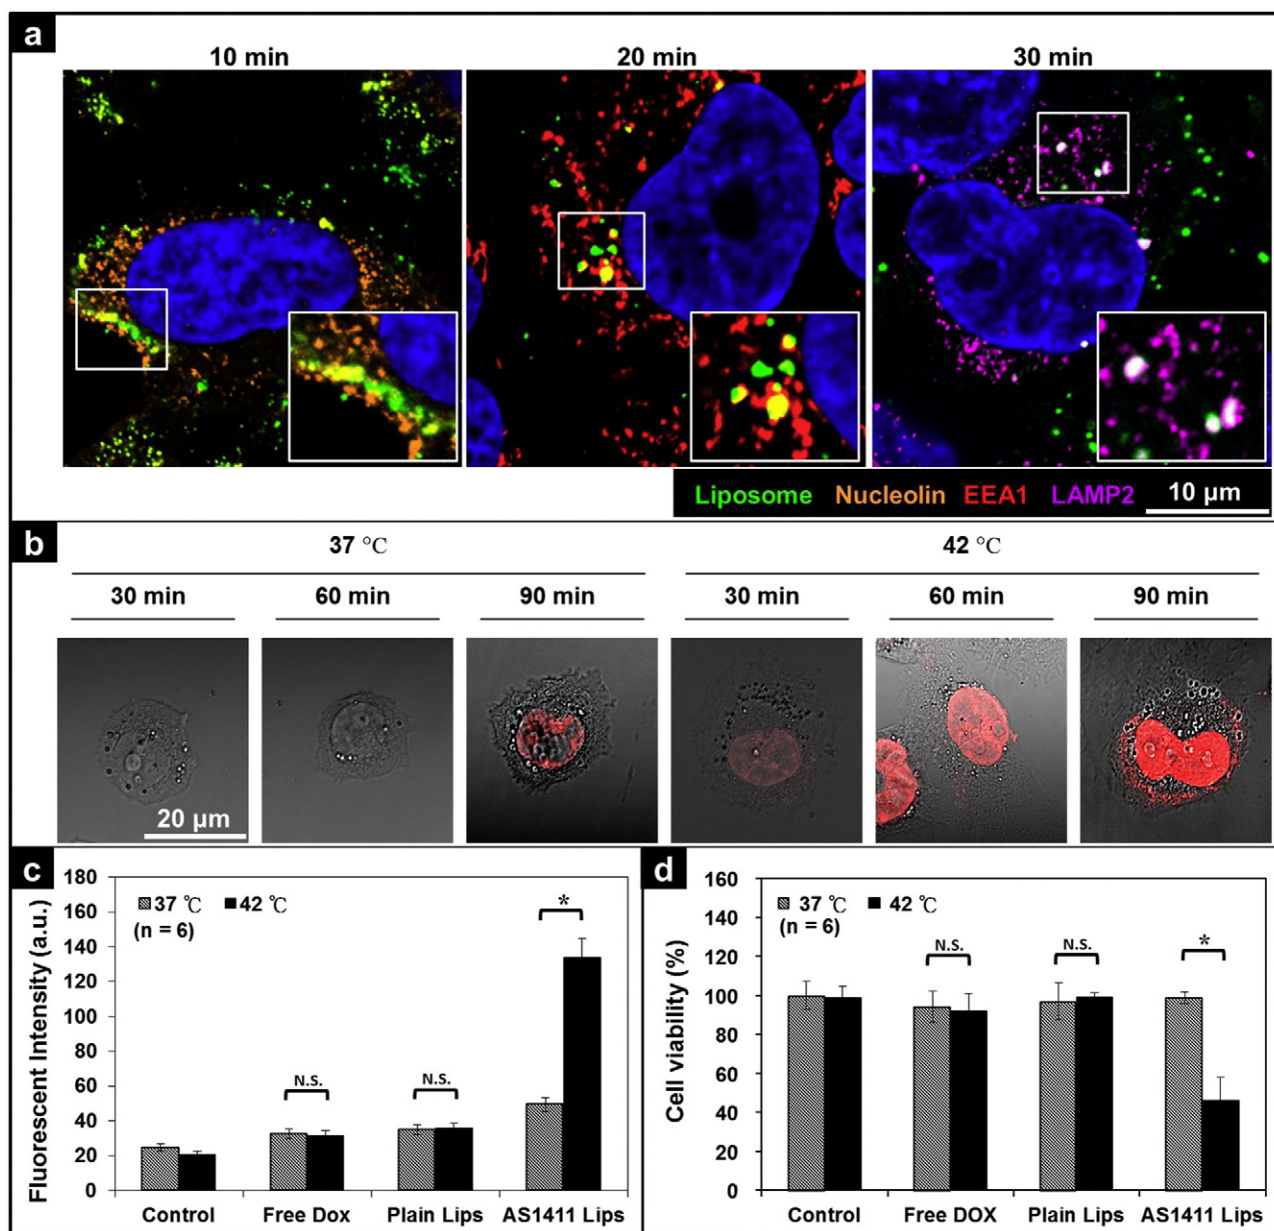 a
10 min 20 min 30 min
Liposome Nucleolin EEA1 LAMP2 10 µm
b
37 °C 42 °C
30 min 60 min 90 min 30 min 60 min 90 min
20 µm
c
Fluorescent Intensity (a.u.)
180
160
140
120
100
80
60
40
20
0
37 ℃ 42 ℃
(n = 6)
N.S. N.S. *
Control Free Dox Plain Lips AS1411 Lips
d
Cell viability (%)
160
140
120
100
80
60
40
20
0
37 ℃ 42 ℃
(n = 6)
N.S. N.S. *
Control Free DOX Plain Lips AS1411 Lips